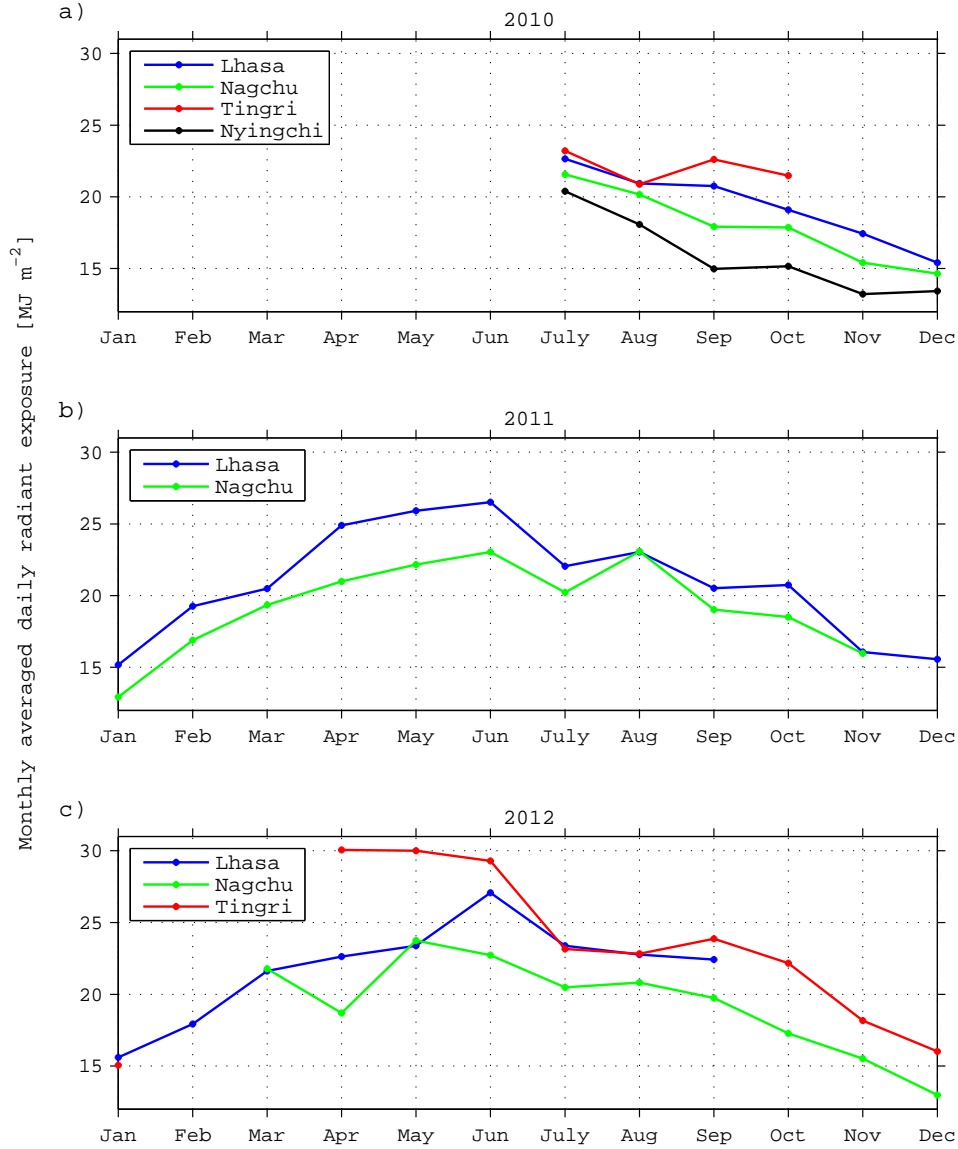 Monthly averaged daily radiant exposure [MJ m−2]
a)
2010
30
25
20
15
Lhasa
Nagchu
Tingri
Nyingchi
Jan Feb Mar Apr May Jun July Aug Sep Oct Nov Dec
b)
2011
30
25
20
15
Lhasa
Nagchu
Jan Feb Mar Apr May Jun July Aug Sep Oct Nov Dec
c)
2012
30
25
20
15
Lhasa
Nagchu
Tingri
Jan Feb Mar Apr May Jun July Aug Sep Oct Nov Dec